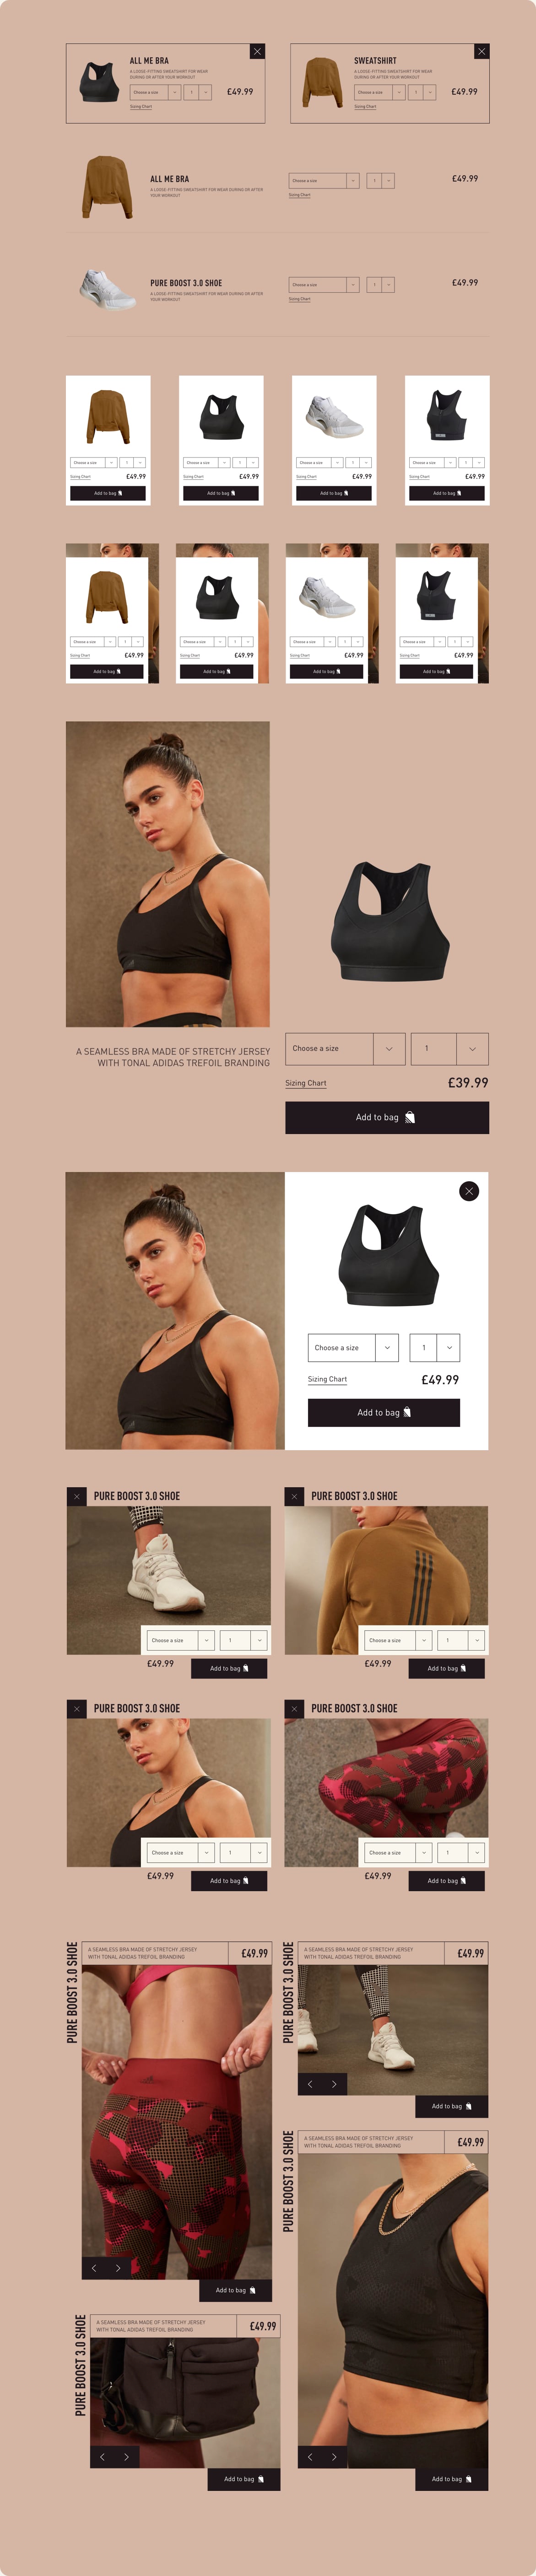 ALL ME BRA
A LOOSE-FITTING SWEATSHIRT FOR WEAR
DURING OR AFTER YOUR WORKOUT
Choose a size
1
£49.99
Sizing Chart
SWEATSHIRT
A LOOSE-FITTING SWEATSHIRT FOR WEAR
DURING OR AFTER YOUR WORKOUT
Choose a size
1
£49.99
Sizing Chart
ALL ME BRA
A LOOSE-FITTING SWEATSHIRT FOR WEAR DURING OR AFTER
YOUR WORKOUT
Choose a size
1
£49.99
Sizing Chart
PURE BOOST 3.0 SHOE
A LOOSE-FITTING SWEATSHIRT FOR WEAR DURING OR AFTER
YOUR WORKOUT
Choose a size
1
£49.99
Sizing Chart
Choose a size
1
Sizing Chart
£49.99
Add to bag
Choose a size
1
Sizing Chart
£49.99
Add to bag
Choose a size
1
Sizing Chart
£49.99
Add to bag
Choose a size
1
Sizing Chart
£49.99
Add to bag
Choose a size
1
Sizing Chart
£49.99
Add to bag
Choose a size
1
Sizing Chart
£49.99
Add to bag
Choose a size
1
Sizing Chart
£49.99
Add to bag
Choose a size
1
Sizing Chart
£49.99
Add to bag
A SEAMLESS BRA MADE OF STRETCHY JERSEY
WITH TONAL ADIDAS TREFOIL BRANDING
Choose a size
1
Sizing Chart
£39.99
Add to bag
Choose a size
1
Sizing Chart
£49.99
Add to bag
PURE BOOST 3.0 SHOE
Choose a size
1
£49.99
Add to bag
PURE BOOST 3.0 SHOE
Choose a size
1
£49.99
Add to bag
PURE BOOST 3.0 SHOE
Choose a size
1
£49.99
Add to bag
PURE BOOST 3.0 SHOE
Choose a size
1
£49.99
Add to bag
PURE BOOST 3.0 SHOE
A SEAMLESS BRA MADE OF STRETCHY JERSEY
WITH TONAL ADIDAS TREFOIL BRANDING
£49.99
Add to bag
PURE BOOST 3.0 SHOE
A SEAMLESS BRA MADE OF STRETCHY JERSEY
WITH TONAL ADIDAS TREFOIL BRANDING
£49.99
Add to bag
PURE BOOST 3.0 SHOE
A SEAMLESS BRA MADE OF STRETCHY JERSEY
WITH TONAL ADIDAS TREFOIL BRANDING
£49.99
Add to bag
PURE BOOST 3.0 SHOE
A SEAMLESS BRA MADE OF STRETCHY JERSEY
WITH TONAL ADIDAS TREFOIL BRANDING
£49.99
Add to bag